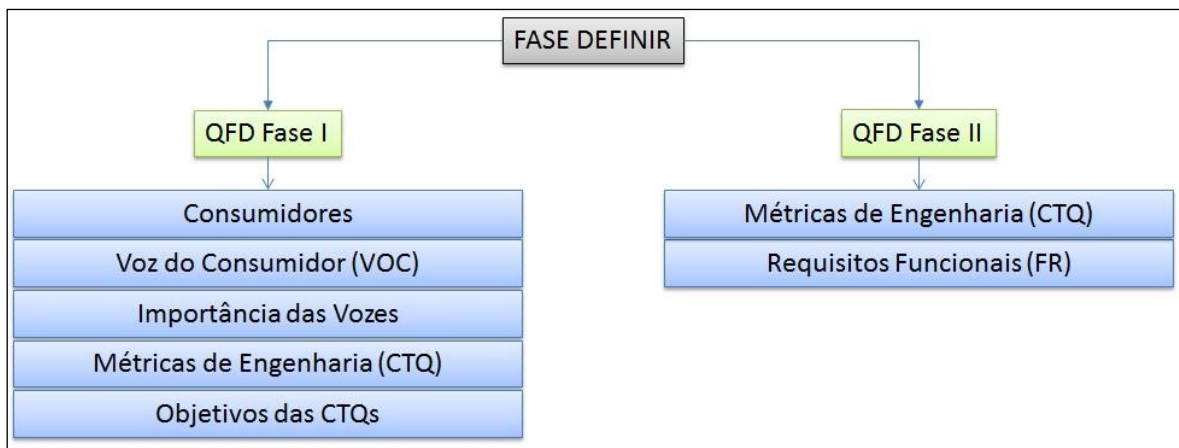 FASE DEFINIR
QFD Fase I
Consumidores
Voz do Consumidor (VOC)
Importância das Vozes
Métricas de Engenharia (CTQ)
Objetivos das CTQs
QFD Fase II
Métricas de Engenharia (CTQ)
Requisitos Funcionais (FR)